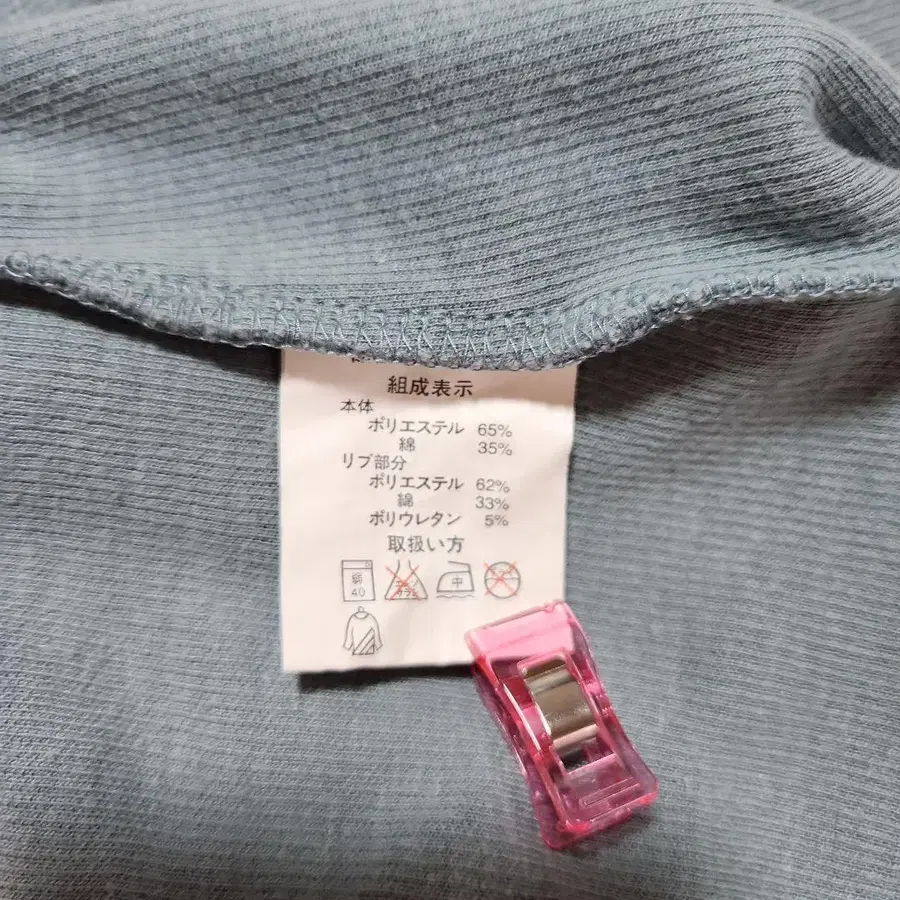 組成表示
本体
ポリエステル 65%
綿 35%
リブ部分
ポリエステル 62%
綿 33%
ポリウレタン 5%
取扱い方
弱 40 中